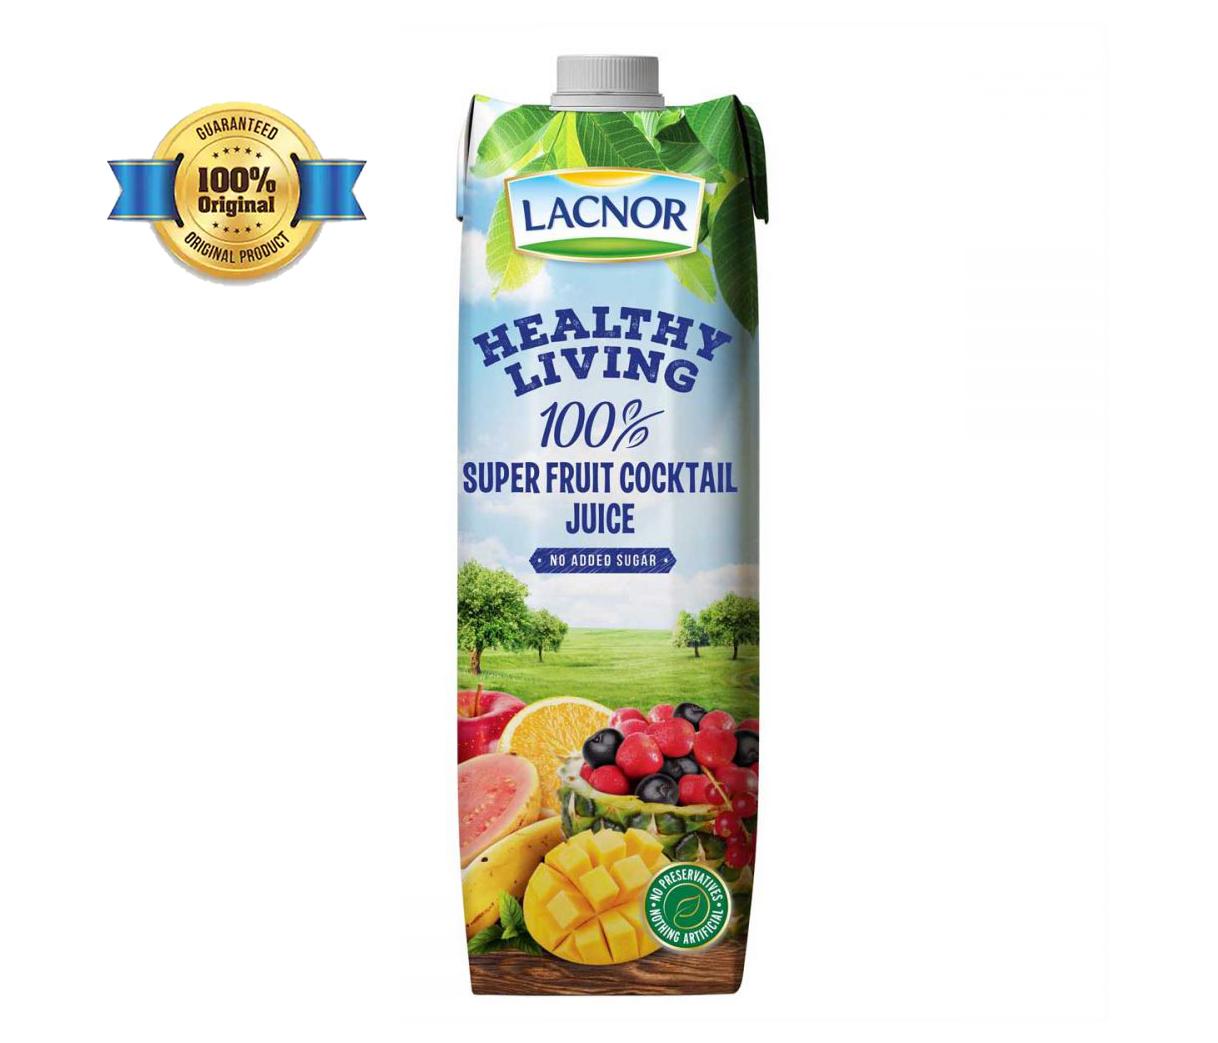 GUARANTEED
100%
Original
ORIGINAL PRODUCT
LACNOR
HEALTHY
LIVING
100%
SUPER FRUIT COCKTAIL
JUICE
• NO ADDED SUGAR •
• NO PRESERVATIVES •
NOTHING ARTIFICIAL